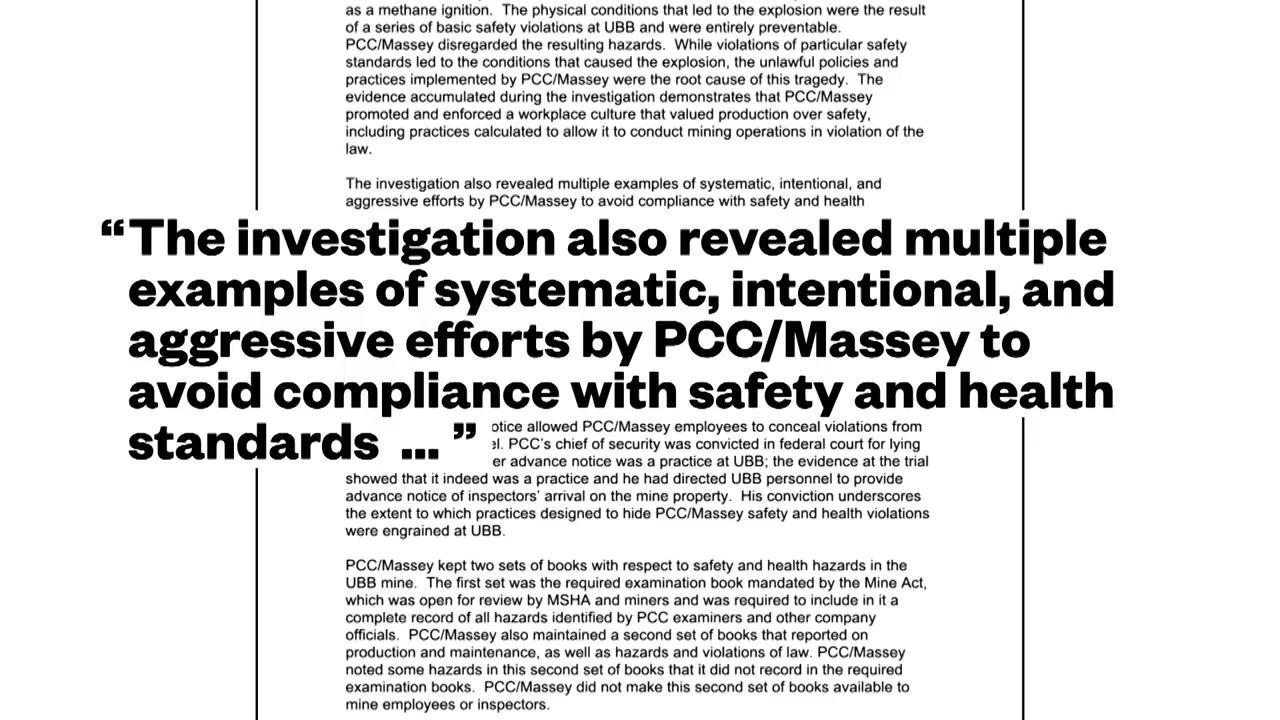 as a methane ignition. The physical conditions that led to the explosion were the result
of a series of basic safety violations at UBB and were entirely preventable.
PCC/Massey disregarded the resulting hazards. While violations of particular safety
standards led to the conditions that caused the explosion, the unlawful policies and
practices implemented by PCC/Massey were the root cause of this tragedy. The
evidence accumulated during the investigation demonstrates that PCC/Massey
promoted and enforced a workplace culture that valued production over safety,
including practices calculated to allow it to conduct mining operations in violation of the
law.
The investigation also revealed multiple examples of systematic, intentional, and
aggressive efforts by PCC/Massey to avoid compliance with safety and health
“The investigation also revealed multiple
examples of systematic, intentional, and
aggressive efforts by PCC/Massey to
avoid compliance with safety and health
standards ... ”
allowed PCC/Massey employees to conceal violations from
PCC’s chief of security was convicted in federal court for lying
advance notice was a practice at UBB; the evidence at the trial
showed that it indeed was a practice and he had directed UBB personnel to provide
advance notice of inspectors’ arrival on the mine property. His conviction underscores
the extent to which practices designed to hide PCC/Massey safety and health violations
were engrained at UBB.
PCC/Massey kept two sets of books with respect to safety and health hazards in the
UBB mine. The first set was the required examination book mandated by the Mine Act,
which was open for review by MSHA and miners and was required to include in it a
complete record of all hazards identified by PCC examiners and other company
officials. PCC/Massey also maintained a second set of books that reported on
production and maintenance, as well as hazards and violations of law. PCC/Massey
noted some hazards in this second set of books that it did not record in the required
examination books. PCC/Massey did not make this second set of books available to
mine employees or inspectors.